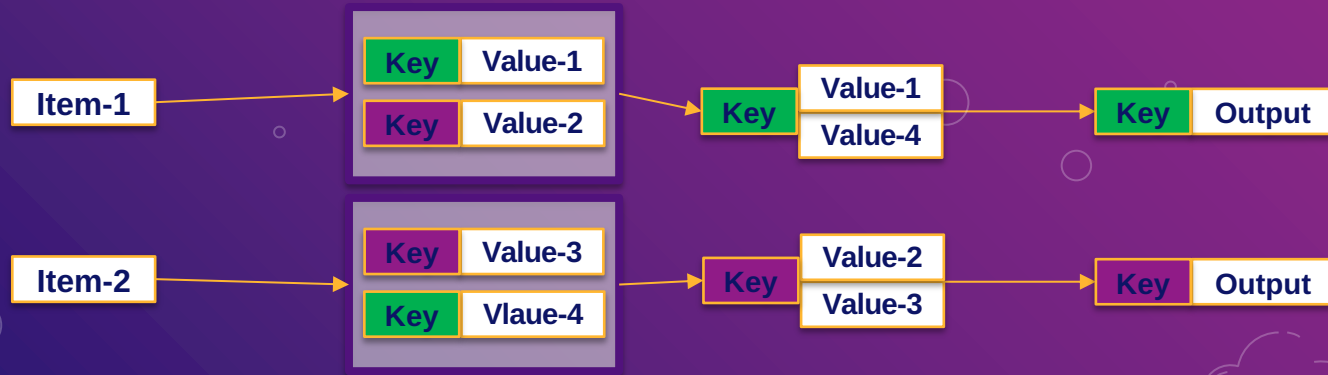 Item-1
Key Value-1
Key Value-2
Key Value-1
Value-4
Key Output
Item-2
Key Value-3
Key Vlaue-4
Key Value-2
Value-3
Key Output